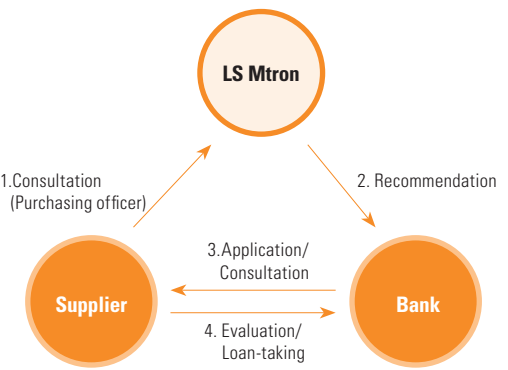 LS Mtron
1.Consultation
(Purchasing officer)
2. Recommendation
3.Application/
Consultation
Supplier
Bank
4. Evaluation/
Loan-taking